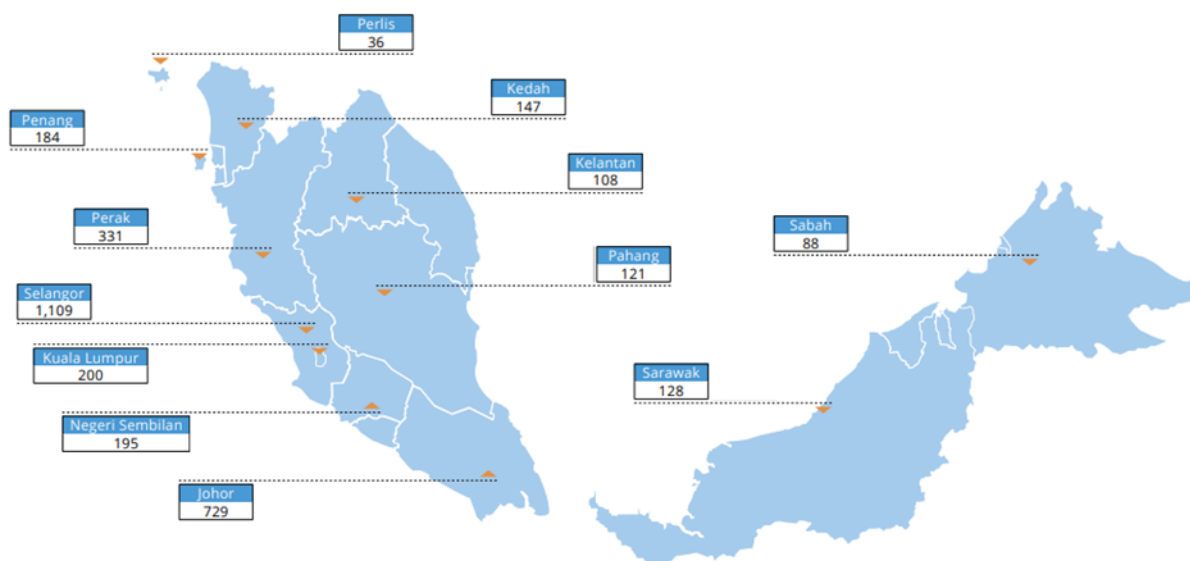 Perlis
36
Kedah
147
Penang
184
Kelantan
108
Perak
331
Sabah
88
Pahang
121
Selangor
1,109
Kuala Lumpur
200
Sarawak
128
Negeri Sembilan
195
Johor
729